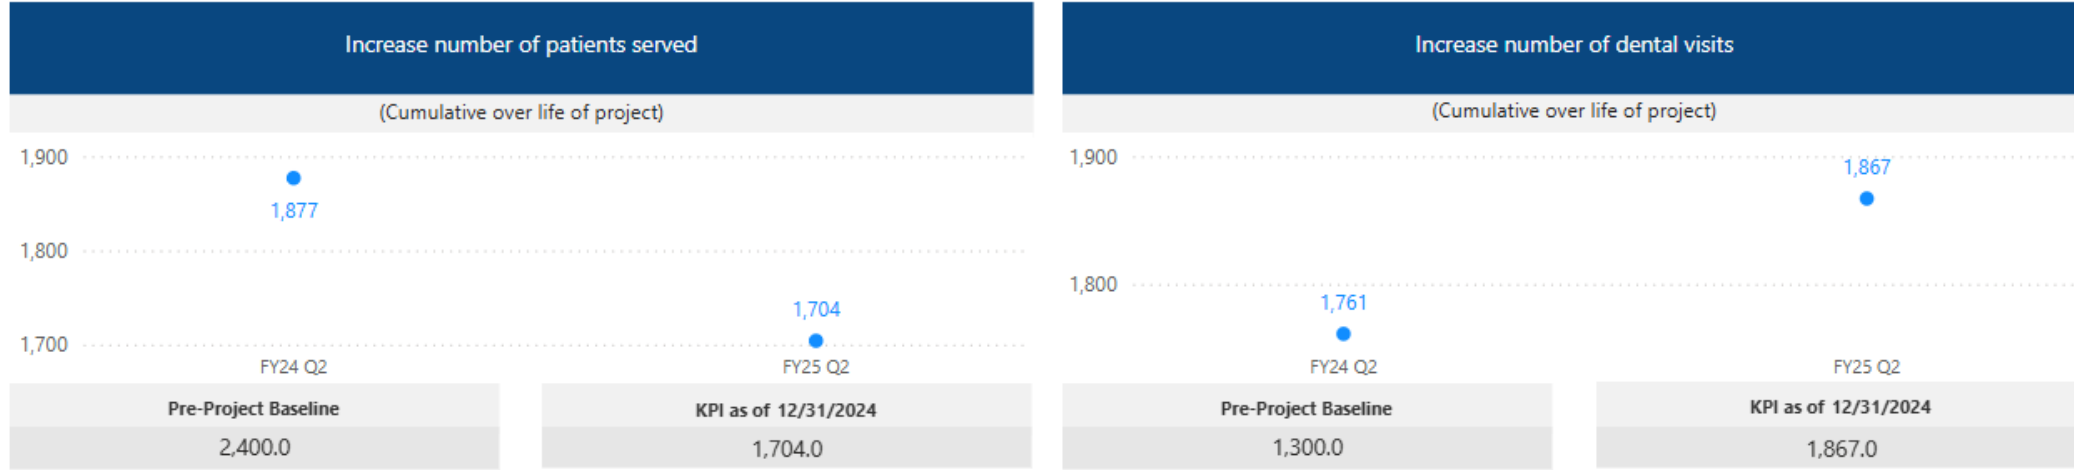 Increase number of patients served
(Cumulative over life of project)
1,900
1,877
1,800
1,704
1,700
FY24 Q2 FY25 Q2
Pre-Project Baseline KPI as of 12/31/2024
2,400.0 1,704.0
Increase number of dental visits
(Cumulative over life of project)
1,900
1,867
1,800
1,761
FY24 Q2 FY25 Q2
Pre-Project Baseline KPI as of 12/31/2024
1,300.0 1,867.0